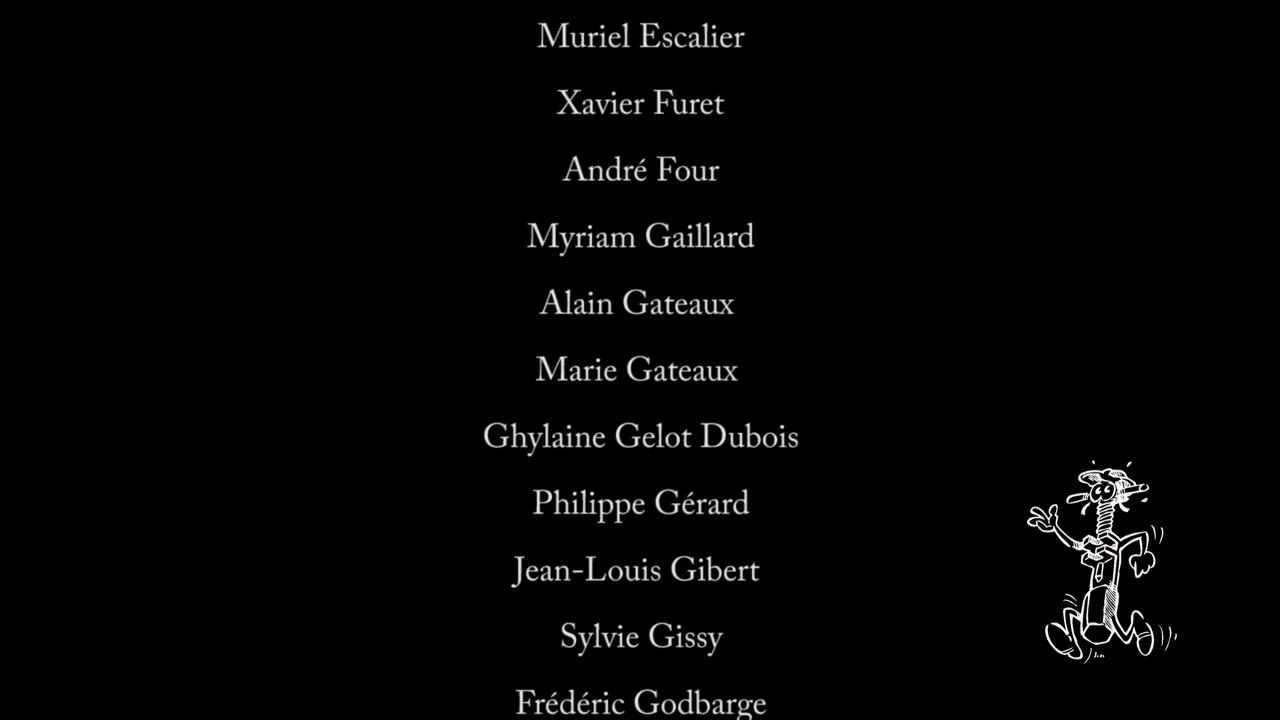 Muriel Escalier
Xavier Furet
André Four
Myriam Gaillard
Alain Gateaux
Marie Gateaux
Ghylaine Gelot Dubois
Philippe Gérard
Jean-Louis Gibert
Sylvie Gissy
Frédéric Godbarge